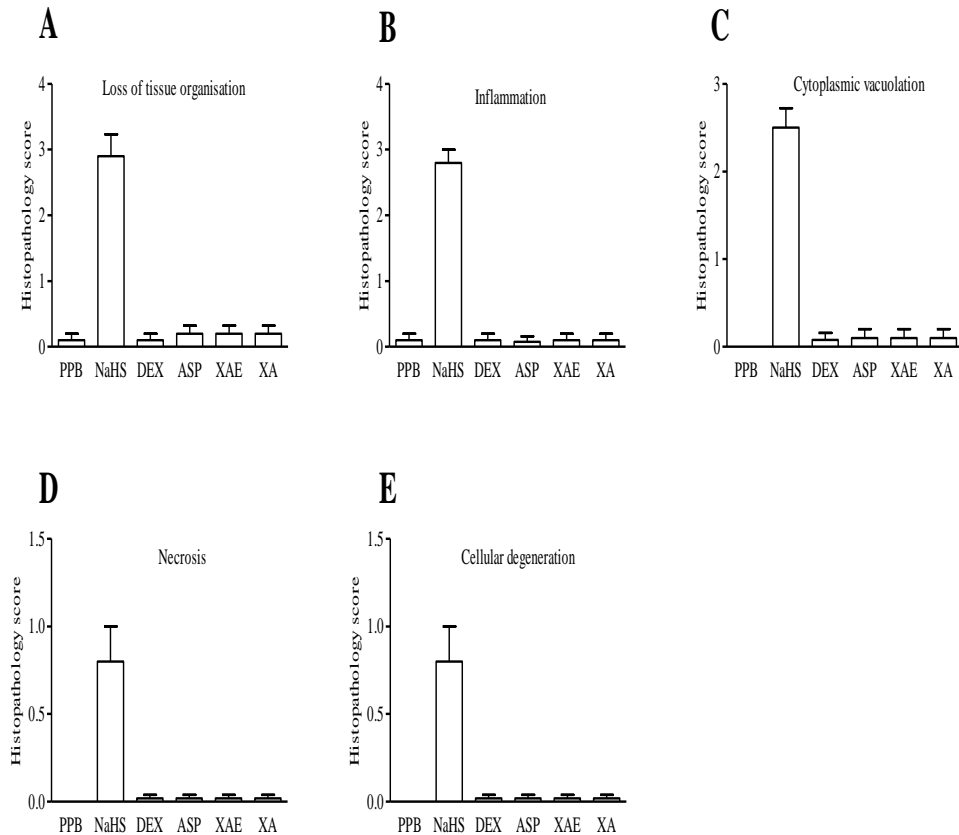 A
Loss of tissue organisation
Histopathology score
4
3
2
1
0
PPB NaHS DEX ASP XAE XA
B
Inflammation
Histopathology score
4
3
2
1
0
PPB NaHS DEX ASP XAE XA
C
Cytoplasmic vacuolation
Histopathology score
3
2
1
0
PPB NaHS DEX ASP XAE XA
D
Necrosis
Histopathology score
1.5
1.0
0.5
0.0
PPB NaHS DEX ASP XAE XA
E
Cellular degeneration
Histopathology score
1.5
1.0
0.5
0.0
PPB NaHS DEX ASP XAE XA